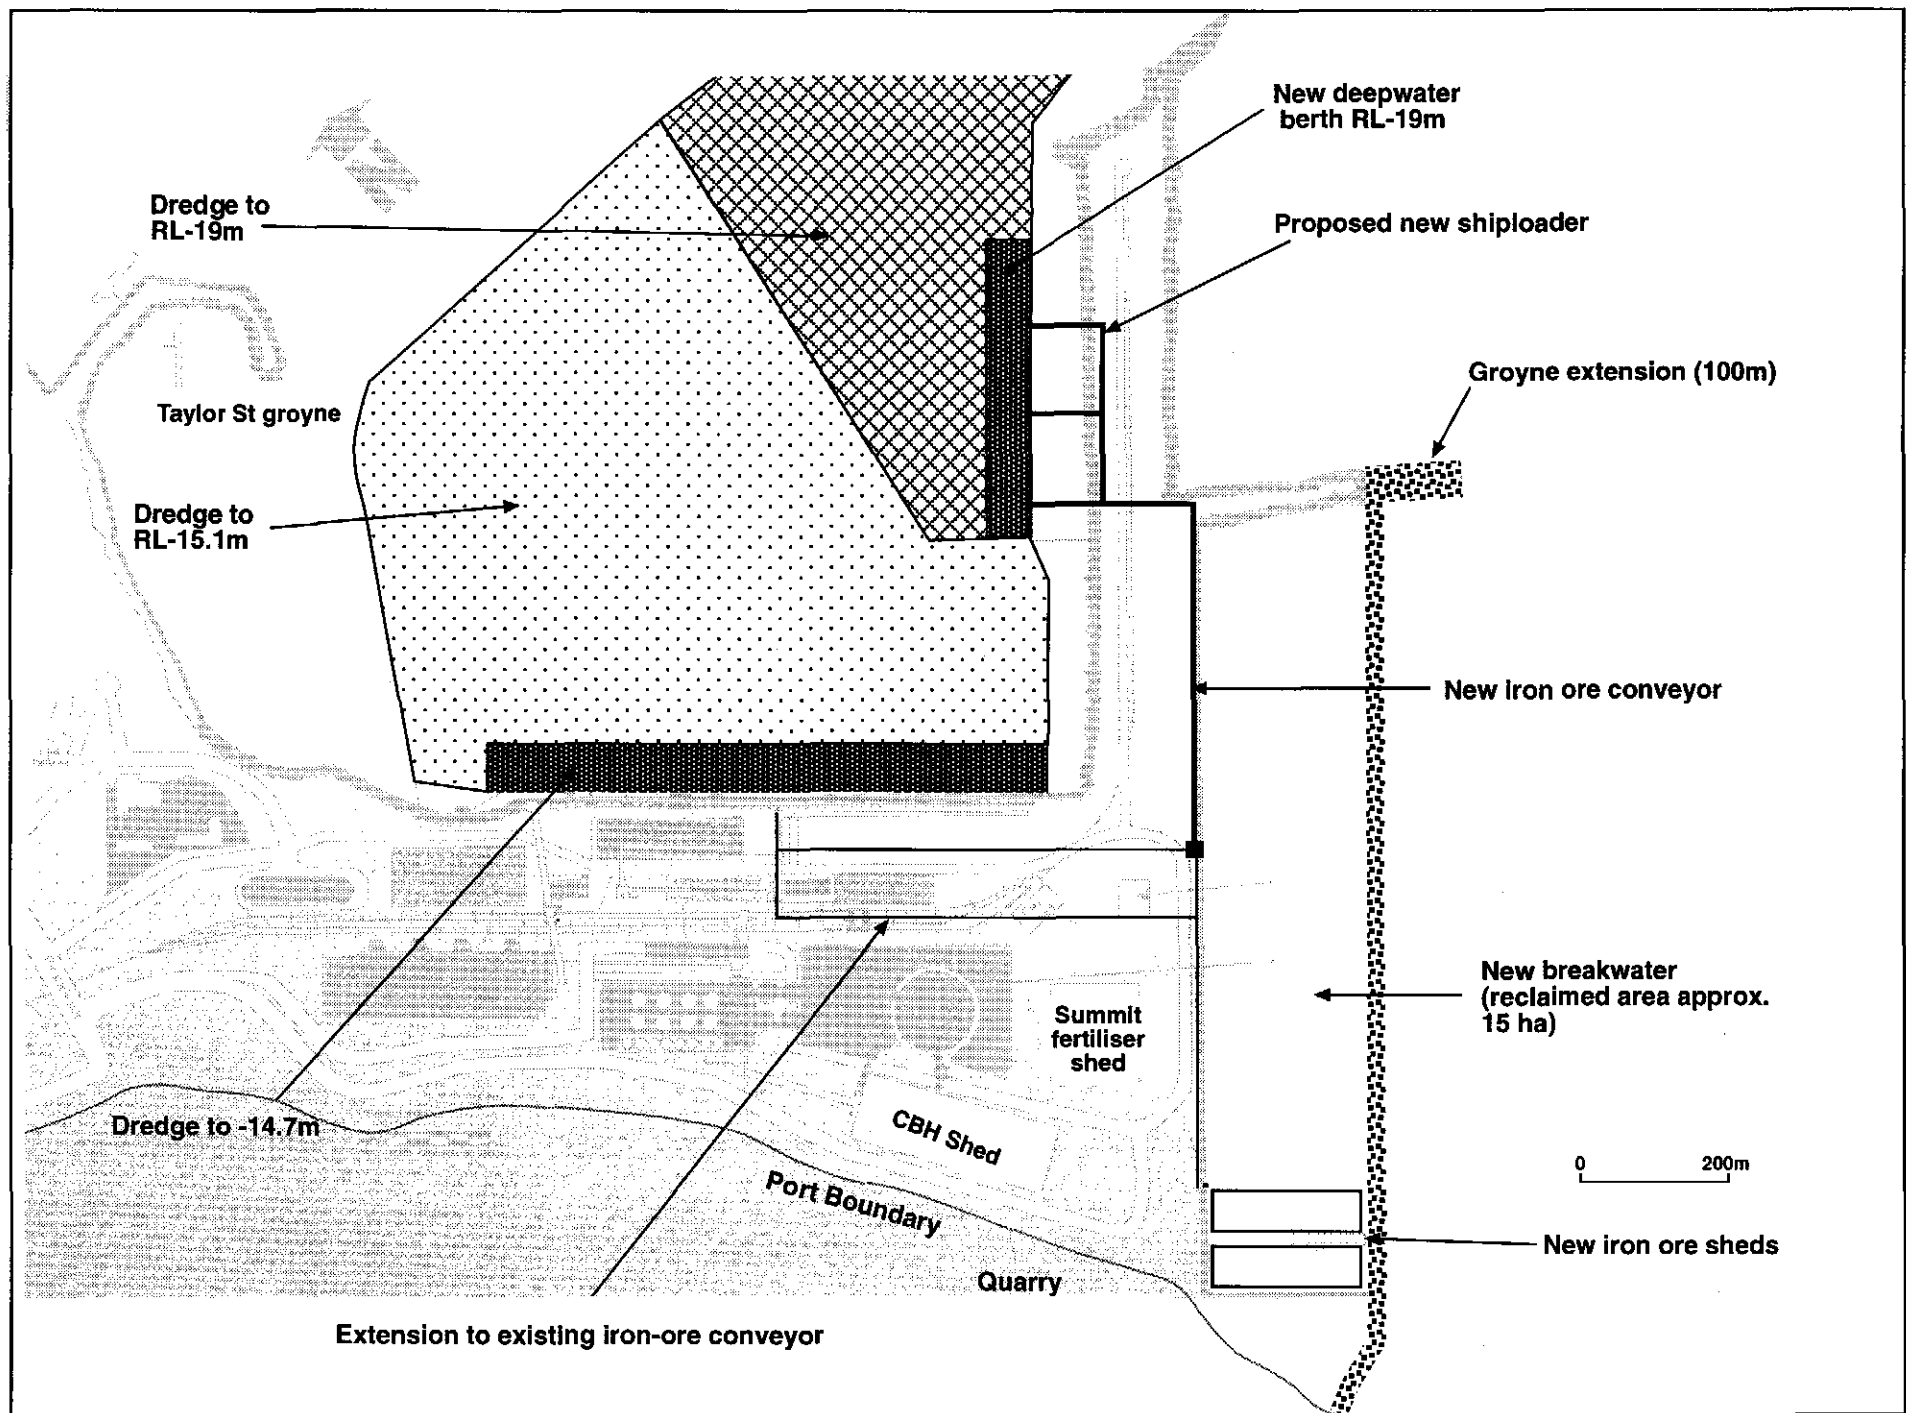 New deepwater
berth RL-19m
Dredge to
RL-19m
Proposed new shiploader
Groyne extension (100m)
Taylor St groyne
Dredge to
RL-15.1m
New iron ore conveyor
New breakwater
(reclaimed area approx.
15 ha)
Summit
fertiliser
shed
Dredge to -14.7m
CBH Shed
0 200m
Port Boundary
New iron ore sheds
Quarry
Extension to existing iron-ore conveyor